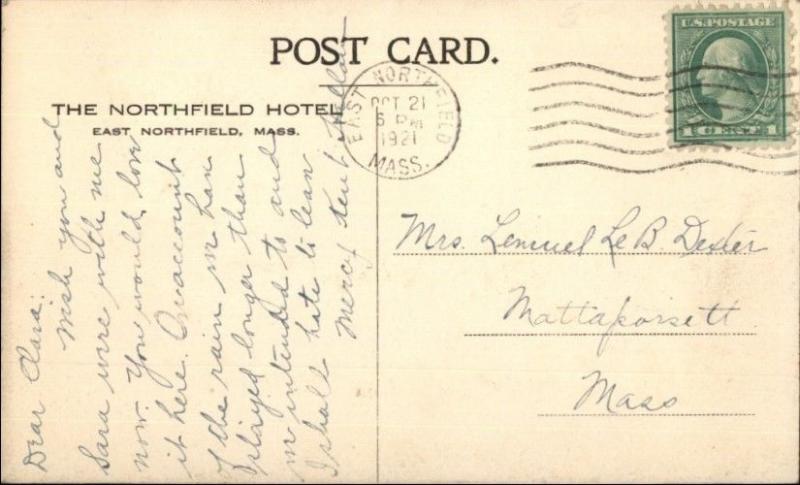 POST CARD.
THE NORTHFIELD HOTEL
EAST NORTHFIELD, MASS.
EAST NORTHFIELD
OCT 21
6 PM
1921
MASS.
U.S. POSTAGE
1 CENT 1
Mrs. Lemuel Le B. Dexter
Mattapoisett
Mass
Dear Clara:
Wish you and
Sara were with me
now. You would love
it here. On account
of the rain we have
stayed longer than
we intended to and
I shall hate to leave
Mercy